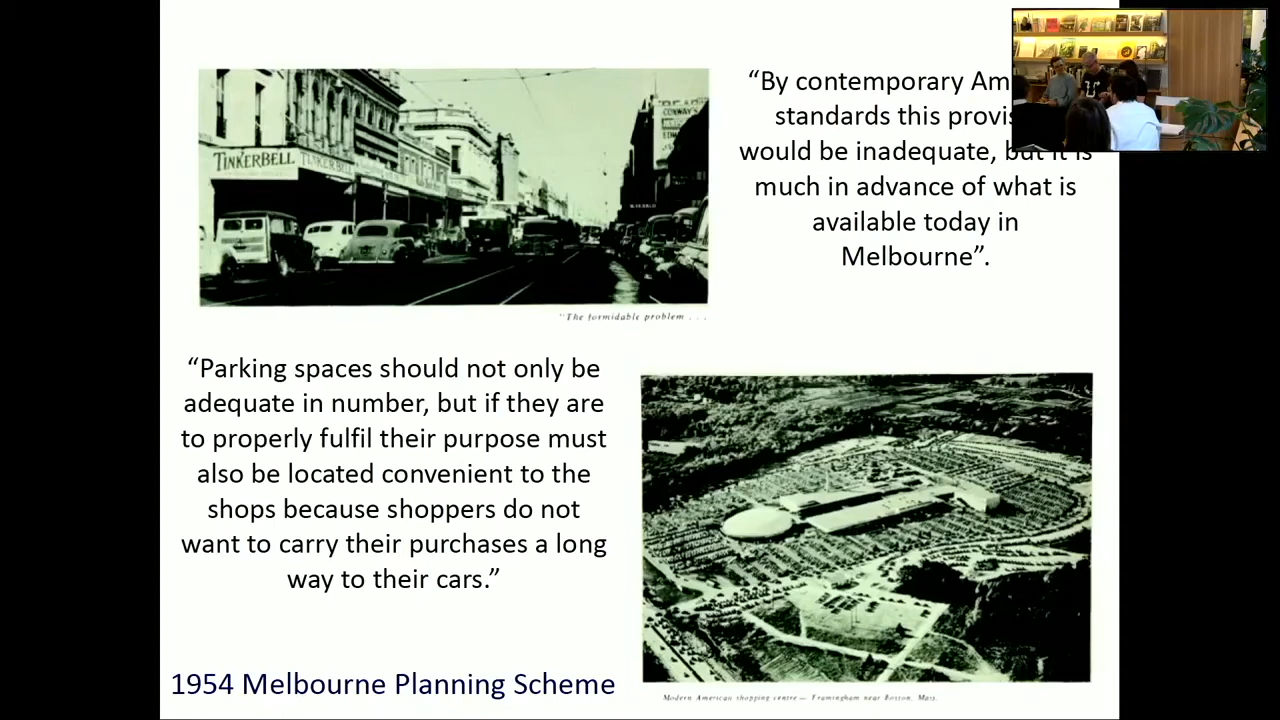 “By contemporary
standards this
would be inadequate, but it is
much in advance of what is
available today in
Melbourne”.
TINKERBELL
"The formidable problem . . .
“Parking spaces should not only be
adequate in number, but if they are
to properly fulfil their purpose must
also be located convenient to the
shops because shoppers do not
want to carry their purchases a long
way to their cars.”
Modern American shopping centre — Framingham near Boston, Mass.
1954 Melbourne Planning Scheme